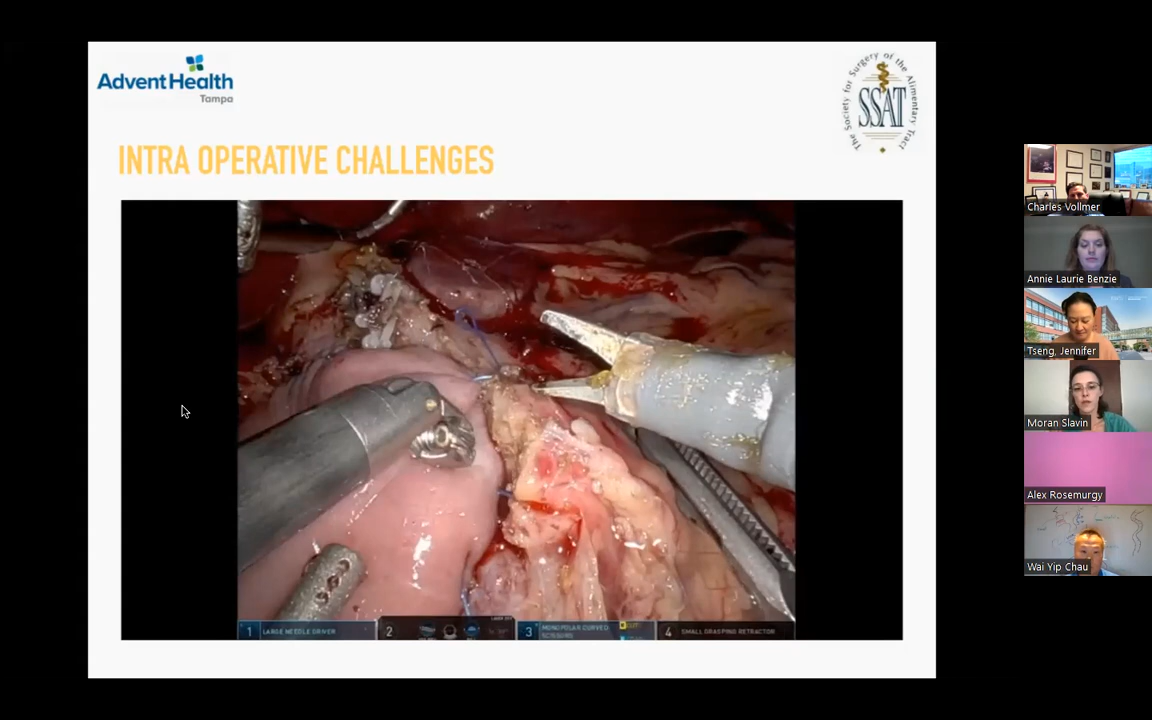 AdventHealth
Tampa
The Society for Surgery of the Alimentary Tract
SSAT
INTRA OPERATIVE CHALLENGES
1 LARGE NEEDLE DRIVER
2
3 MONOPOLAR CURVED
SCISSORS
4 SMALL GRASPING RETRACTOR
Charles Vollmer
Annie Laurie Benzie
Tseng, Jennifer
Moran Slavin
Alex Rosemurgy
Wai Yip Chau